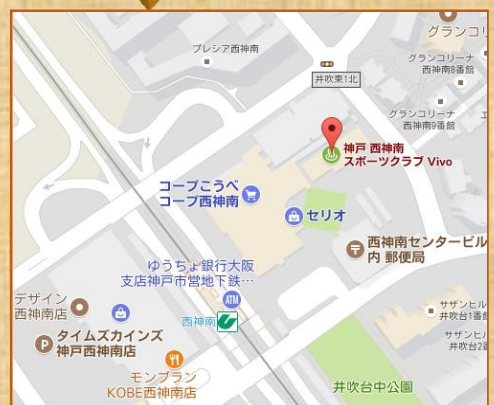 グランコリ
プレシア西神南
グランコリーナ
西神南8番館
井吹東1北
グランコリーナ
西神南9番館
神戸 西神南
スポーツクラブ Vivo
コープこうべ
コープ西神南
セリオ
西神南センタービル
内 郵便局
ゆうちょ銀行大阪
支店神戸市営地下鉄…
ATM
デザイン
西神南店
西神南
サザンヒル
井吹台1番館
P
タイムズカインズ
神戸西神南店
サザンヒル
井吹台2番
モンブラン
KOBE西神南店
井吹台中公園